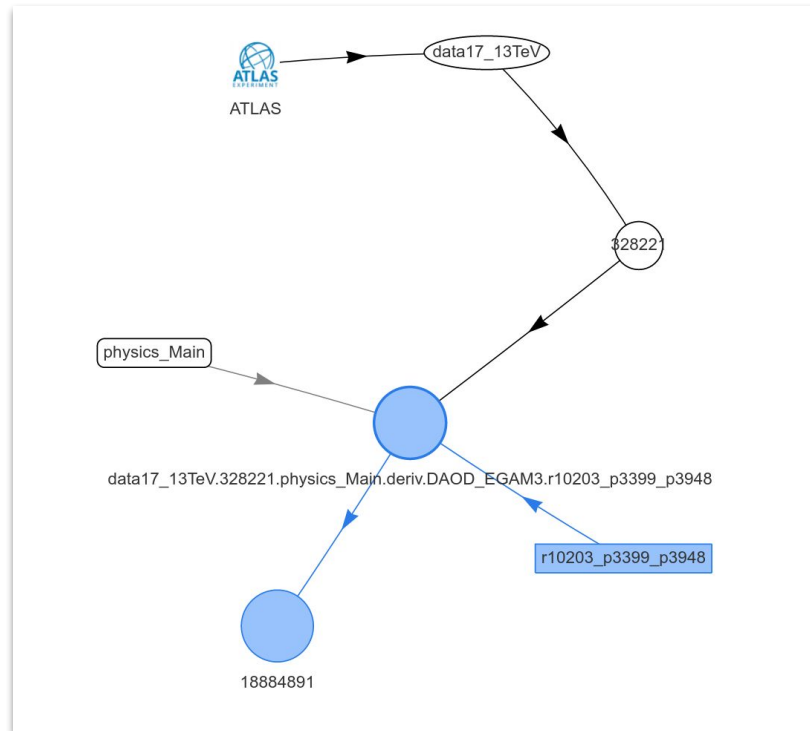 ATLAS
EXPERIMENT
ATLAS
data17_13TeV
328221
physics_Main
data17_13TeV.328221.physics_Main.deriv.DAOD_EGAM3.r10203_p3399_p3948
r10203_p3399_p3948
18884891